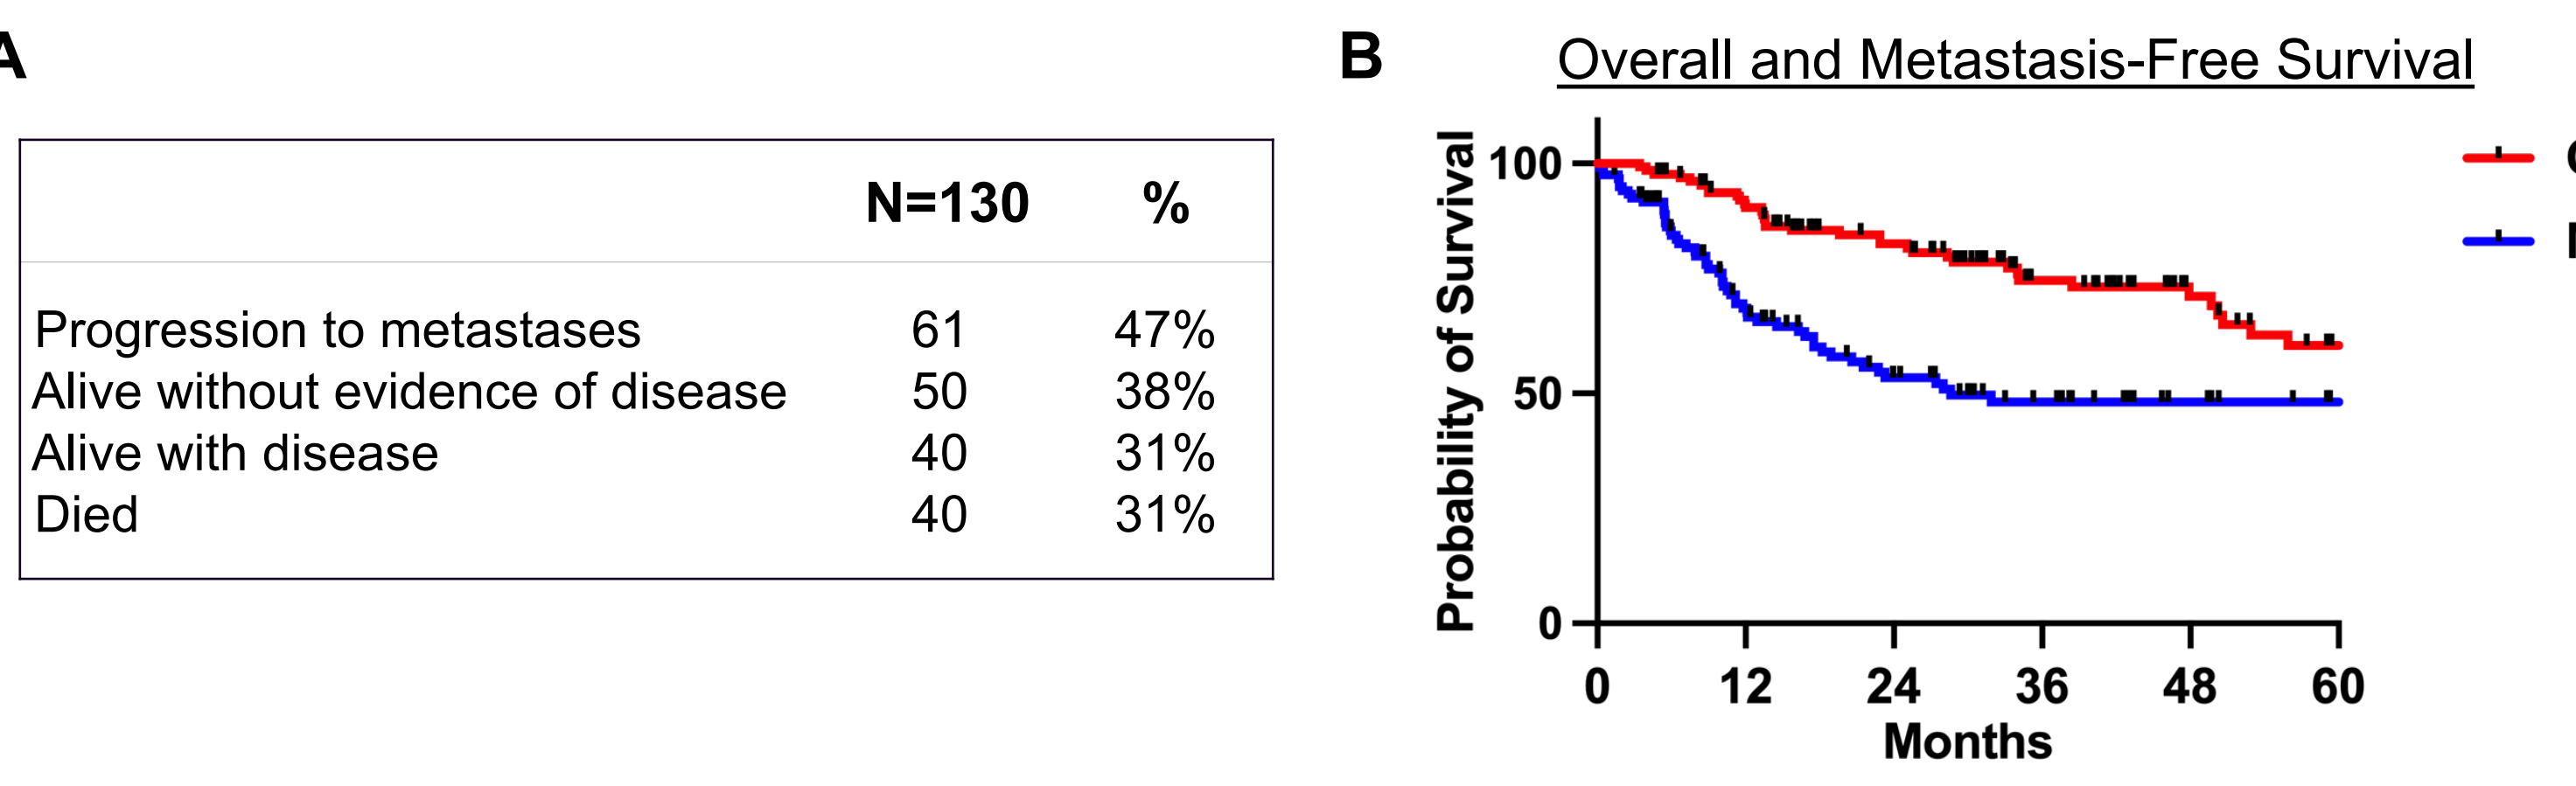 A
N=130 %
Progression to metastases 61 47%
Alive without evidence of disease 50 38%
Alive with disease 40 31%
Died 40 31%
B
Overall and Metastasis-Free Survival
Probability of Survival
100
50
0
0 12 24 36 48 60
Months